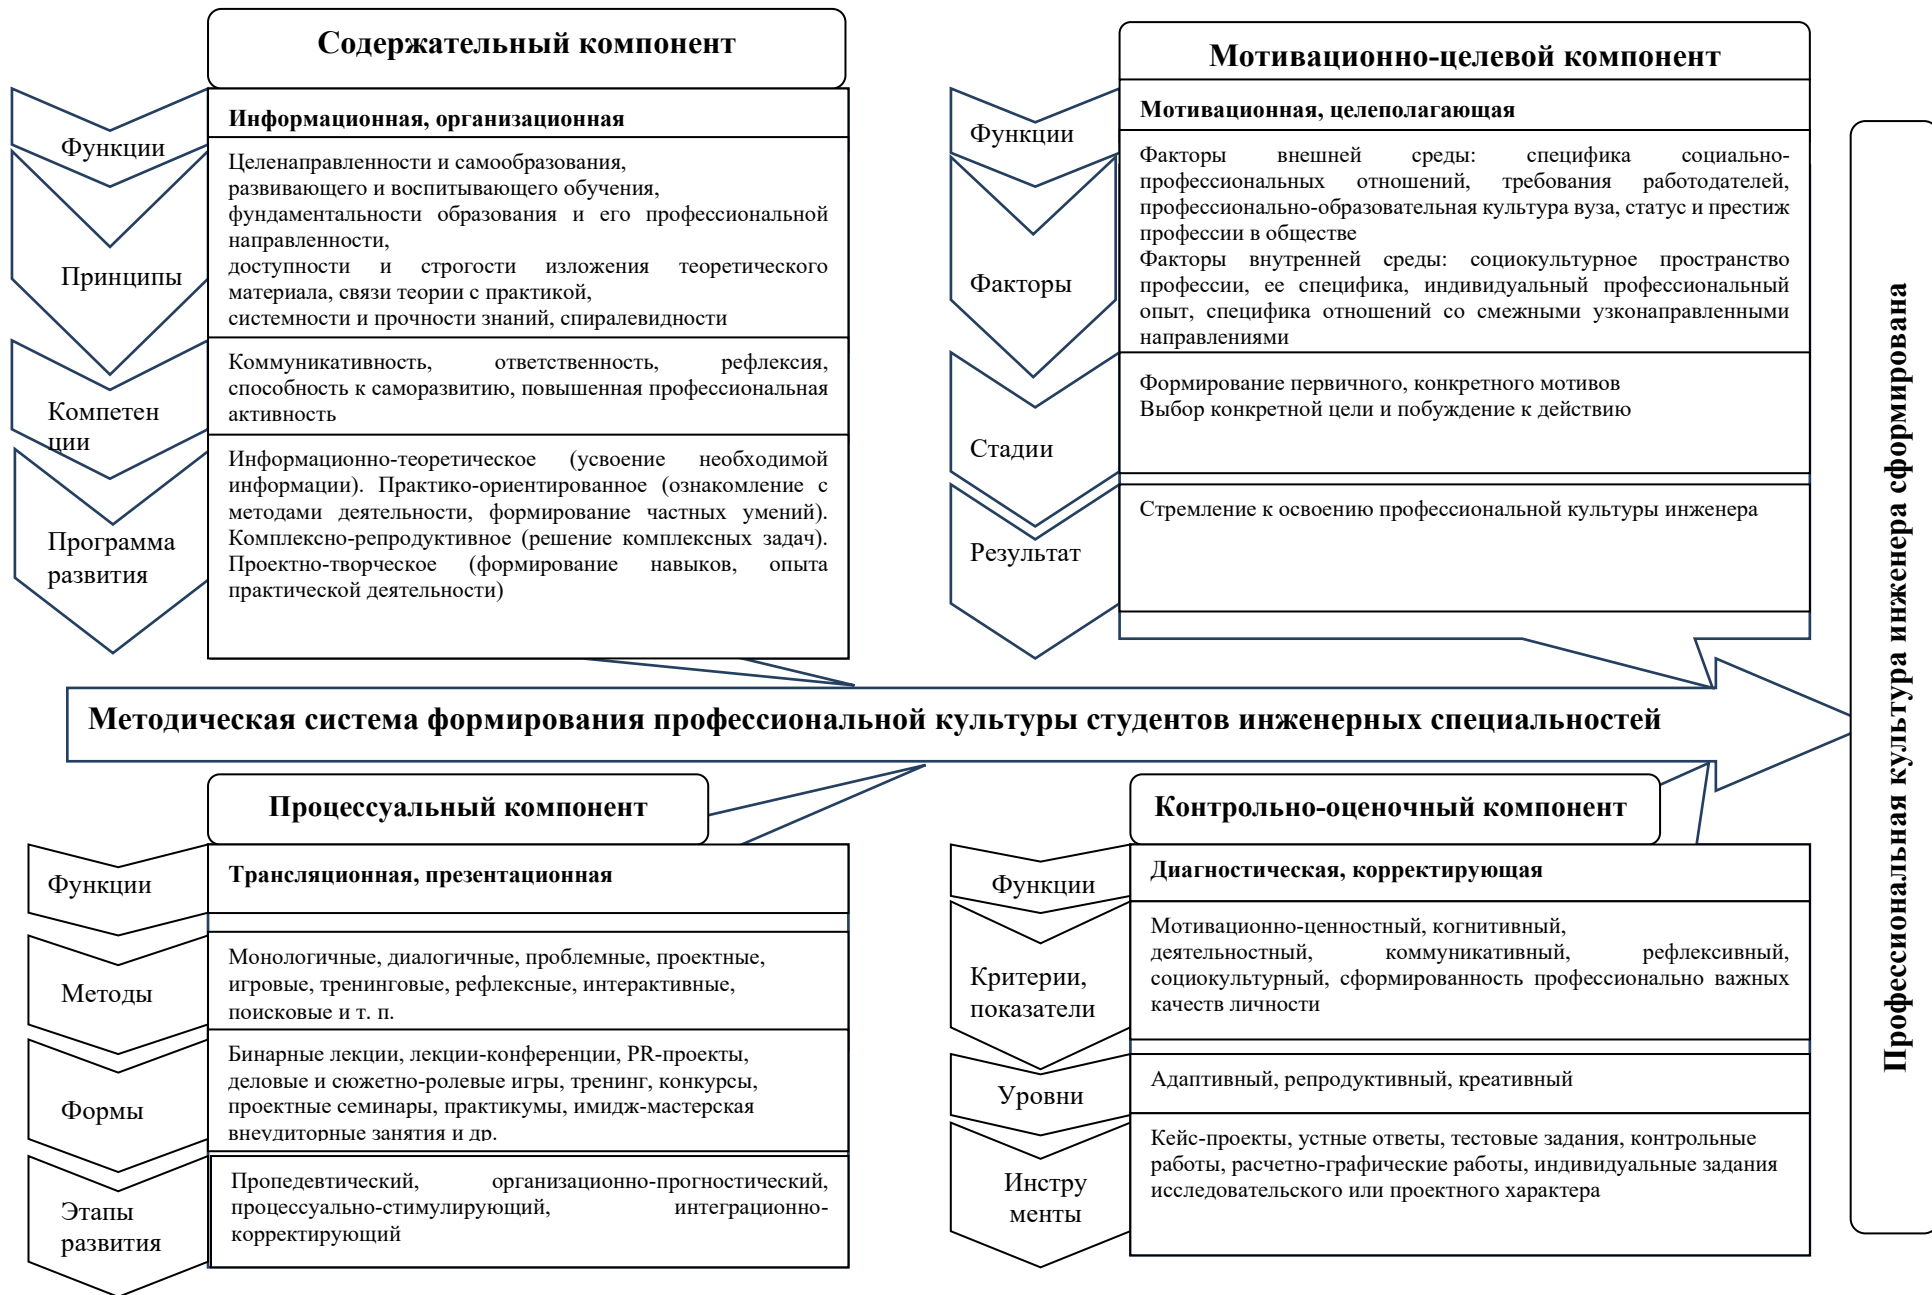 Содержательный компонент
Функции
Информационная, организационная
Принципы
Целенаправленности и самообразования,
развивающего и воспитывающего обучения,
фундаментальности образования и его профессиональной
направленности,
доступности и строгости изложения теоретического
материала, связи теории с практикой,
системности и прочности знаний, спиралевидности
Компетен
ции
Коммуникативность, ответственность, рефлексия,
способность к саморазвитию, повышенная профессиональная
активность
Программа
развития
Информационно-теоретическое (усвоение необходимой
информации). Практико-ориентированное (ознакомление с
методами деятельности, формирование частных умений).
Комплексно-репродуктивное (решение комплексных задач).
Проектно-творческое (формирование навыков, опыта
практической деятельности)
Мотивационно-целевой компонент
Функции
Мотивационная, целеполагающая
Факторы
Факторы внешней среды: специфика социально-
профессиональных отношений, требования работодателей,
профессионально-образовательная культура вуза, статус и престиж
профессии в обществе
Факторы внутренней среды: социокультурное пространство
профессии, ее специфика, индивидуальный профессиональный
опыт, специфика отношений со смежными узконаправленными
направлениями
Стадии
Формирование первичного, конкретного мотивов
Выбор конкретной цели и побуждение к действию
Результат
Стремление к освоению профессиональной культуры инженера
Методическая система формирования профессиональной культуры студентов инженерных специальностей
Процессуальный компонент
Функции
Трансляционная, презентационная
Методы
Монологичные, диалогичные, проблемные, проектные,
игровые, тренинговые, рефлексные, интерактивные,
поисковые и т. п.
Формы
Бинарные лекции, лекции-конференции, PR-проекты,
деловые и сюжетно-ролевые игры, тренинг, конкурсы,
проектные семинары, практикумы, имидж-мастерская
внеудиторные занятия и др.
Этапы
развития
Пропедевтический, организационно-прогностический,
процессуально-стимулирующий, интеграционно-
корректирующий
Контрольно-оценочный компонент
Функции
Диагностическая, корректирующая
Критерии,
показатели
Мотивационно-ценностный, когнитивный,
деятельностный, коммуникативный, рефлексивный,
социокультурный, сформированность профессионально важных
качеств личности
Уровни
Адаптивный, репродуктивный, креативный
Инстру
менты
Кейс-проекты, устные ответы, тестовые задания, контрольные
работы, расчетно-графические работы, индивидуальные задания
исследовательского или проектного характера
Профессиональная культура инженера сформирована